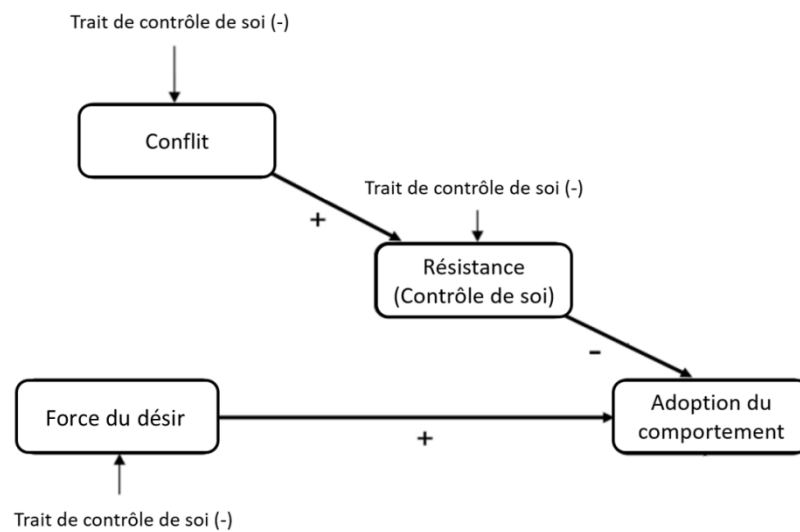 Trait de contrôle de soi (-)
Conflit
Trait de contrôle de soi (-)
+
Résistance
(Contrôle de soi)
-
Force du désir
Adoption du
comportement
+
Trait de contrôle de soi (-)